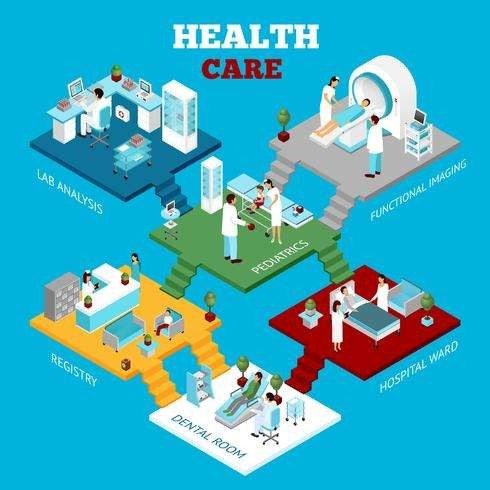 HEALTH
CARE
LAB ANALYSIS
FUNCTIONAL IMAGING
PEDIATRICS
REGISTRY
HOSPITAL WARD
DENTAL ROOM